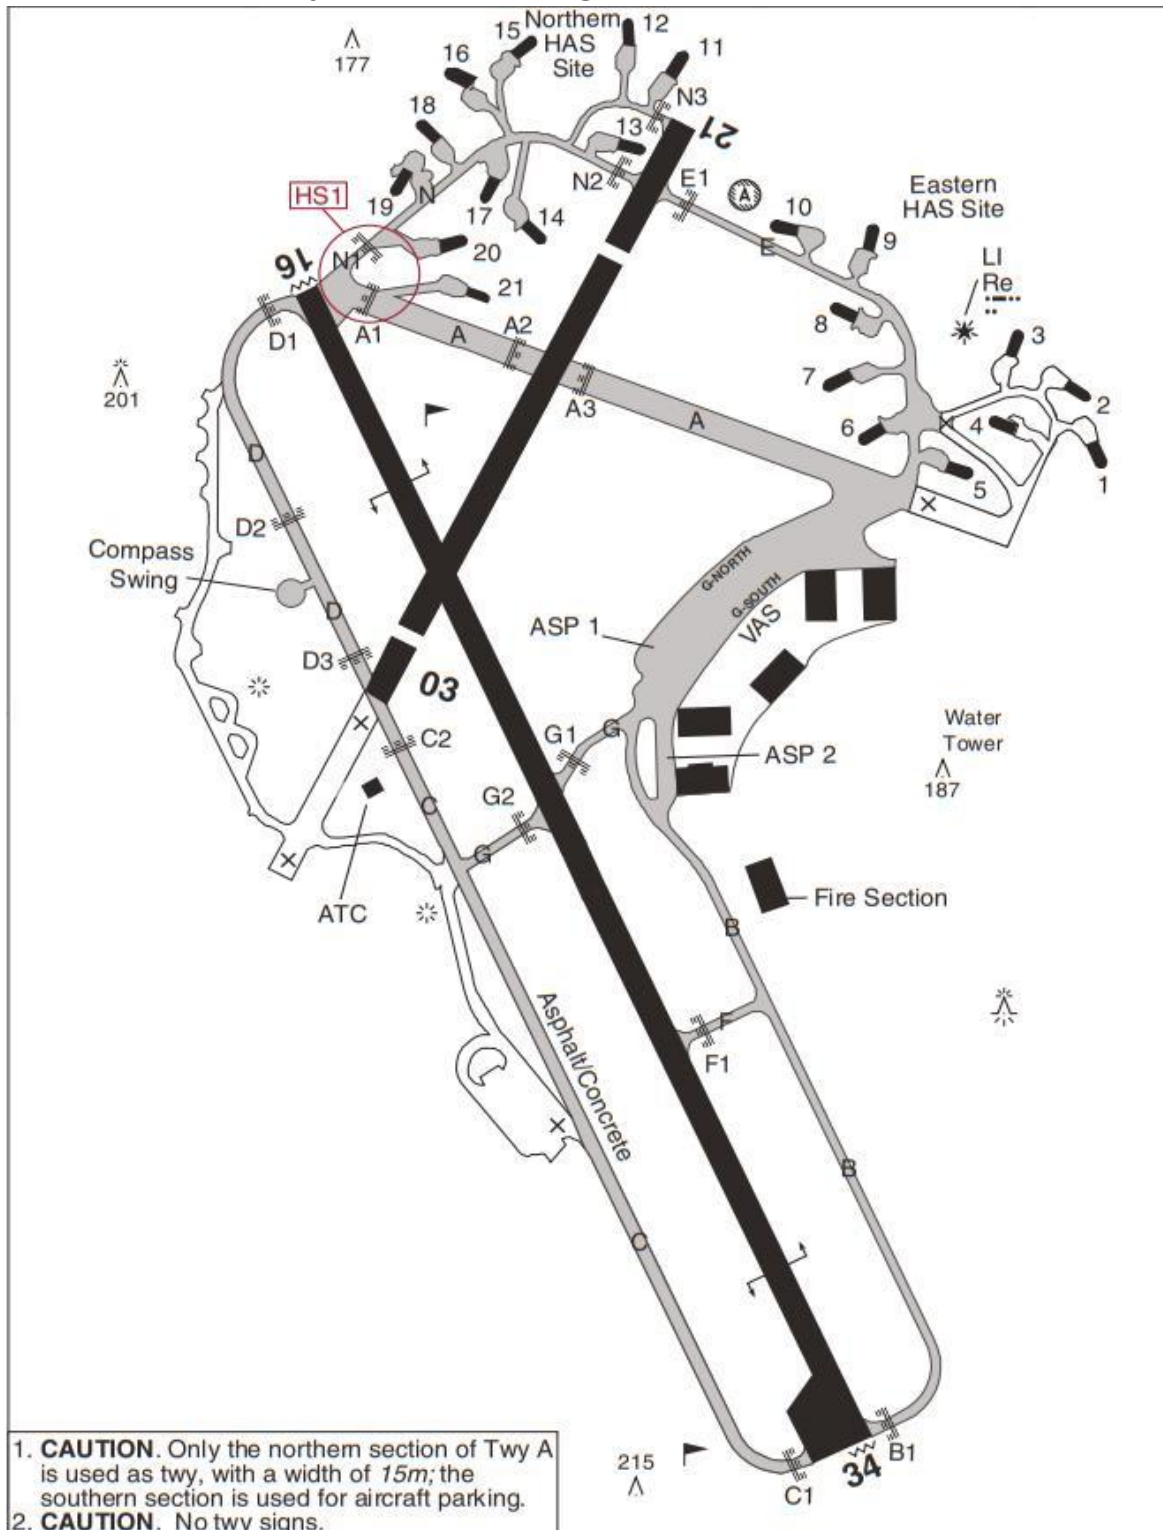 Northern
HAS
Site
12
11
15
16
177
18
N3
21
13
N2
E1
A
Eastern
HAS Site
HS1
19
N
17
14
10
E
9
LI
Re
16
N1
20
21
D1
A1
A
A2
A3
8
3
7
2
201
A
6
4
5
1
D
D2
Compass
Swing
G-NORTH
G-SOUTH
VAS
D
ASP 1
D3
03
C2
G1
G
ASP 2
Water
Tower
187
C
G2
G
ATC
Fire Section
B
Asphalt/Concrete
F
F1
B
C
215
34
B1
C1
1. CAUTION. Only the northern section of Twy A
is used as twy, with a width of 15m; the
southern section is used for aircraft parking.
2. CAUTION. No twy signs.